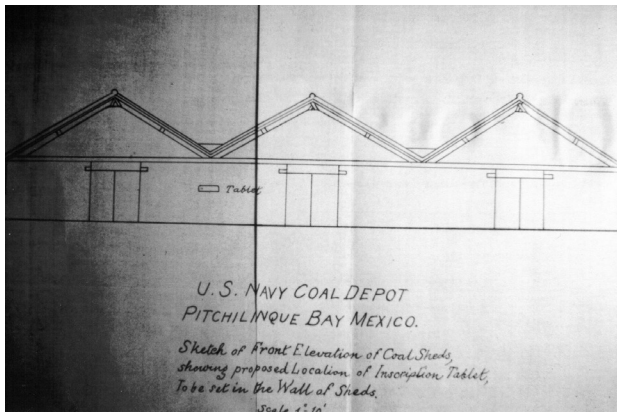 Tablet
U.S. NAVY COAL DEPOT
PITCHILINQUE BAY MEXICO.
Sketch of Front Elevation of Coal Sheds,
showing proposed Location of Inscription Tablet,
To be set in the Wall of Sheds.
Scale